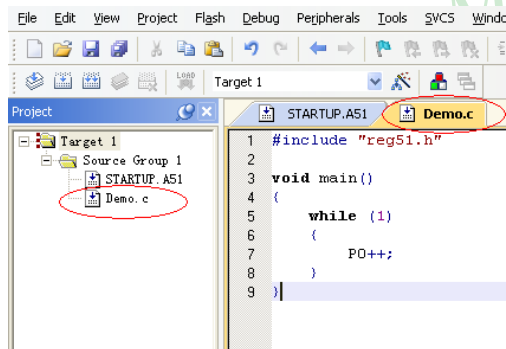 File Edit View Project Flash Debug Peripherals Tools SVCS Windo
LOAD Target 1
Project STARTUP.A51 Demo.c
Target 1
Source Group 1
STARTUP.A51
Demo.c
1 #include "reg51.h"
2
3 void main()
4 {
5 while (1)
6 {
7 P0++;
8 }
9 }